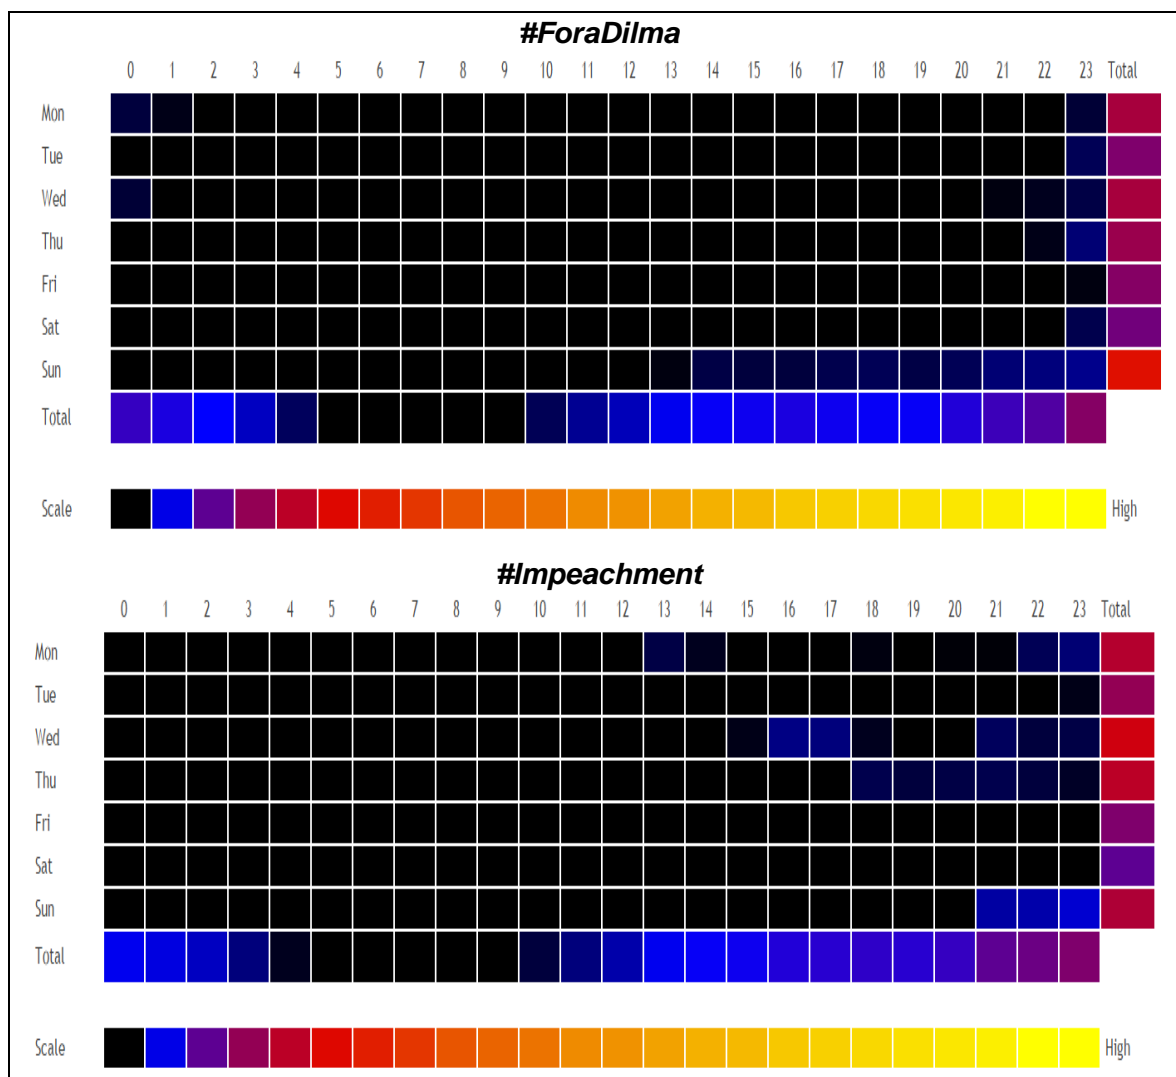 #ForaDilma
0 1 2 3 4 5 6 7 8 9 10 11 12 13 14 15 16 17 18 19 20 21 22 23 Total
Mon
Tue
Wed
Thu
Fri
Sat
Sun
Total
Scale High
#Impeachment
0 1 2 3 4 5 6 7 8 9 10 11 12 13 14 15 16 17 18 19 20 21 22 23 Total
Mon
Tue
Wed
Thu
Fri
Sat
Sun
Total
Scale High